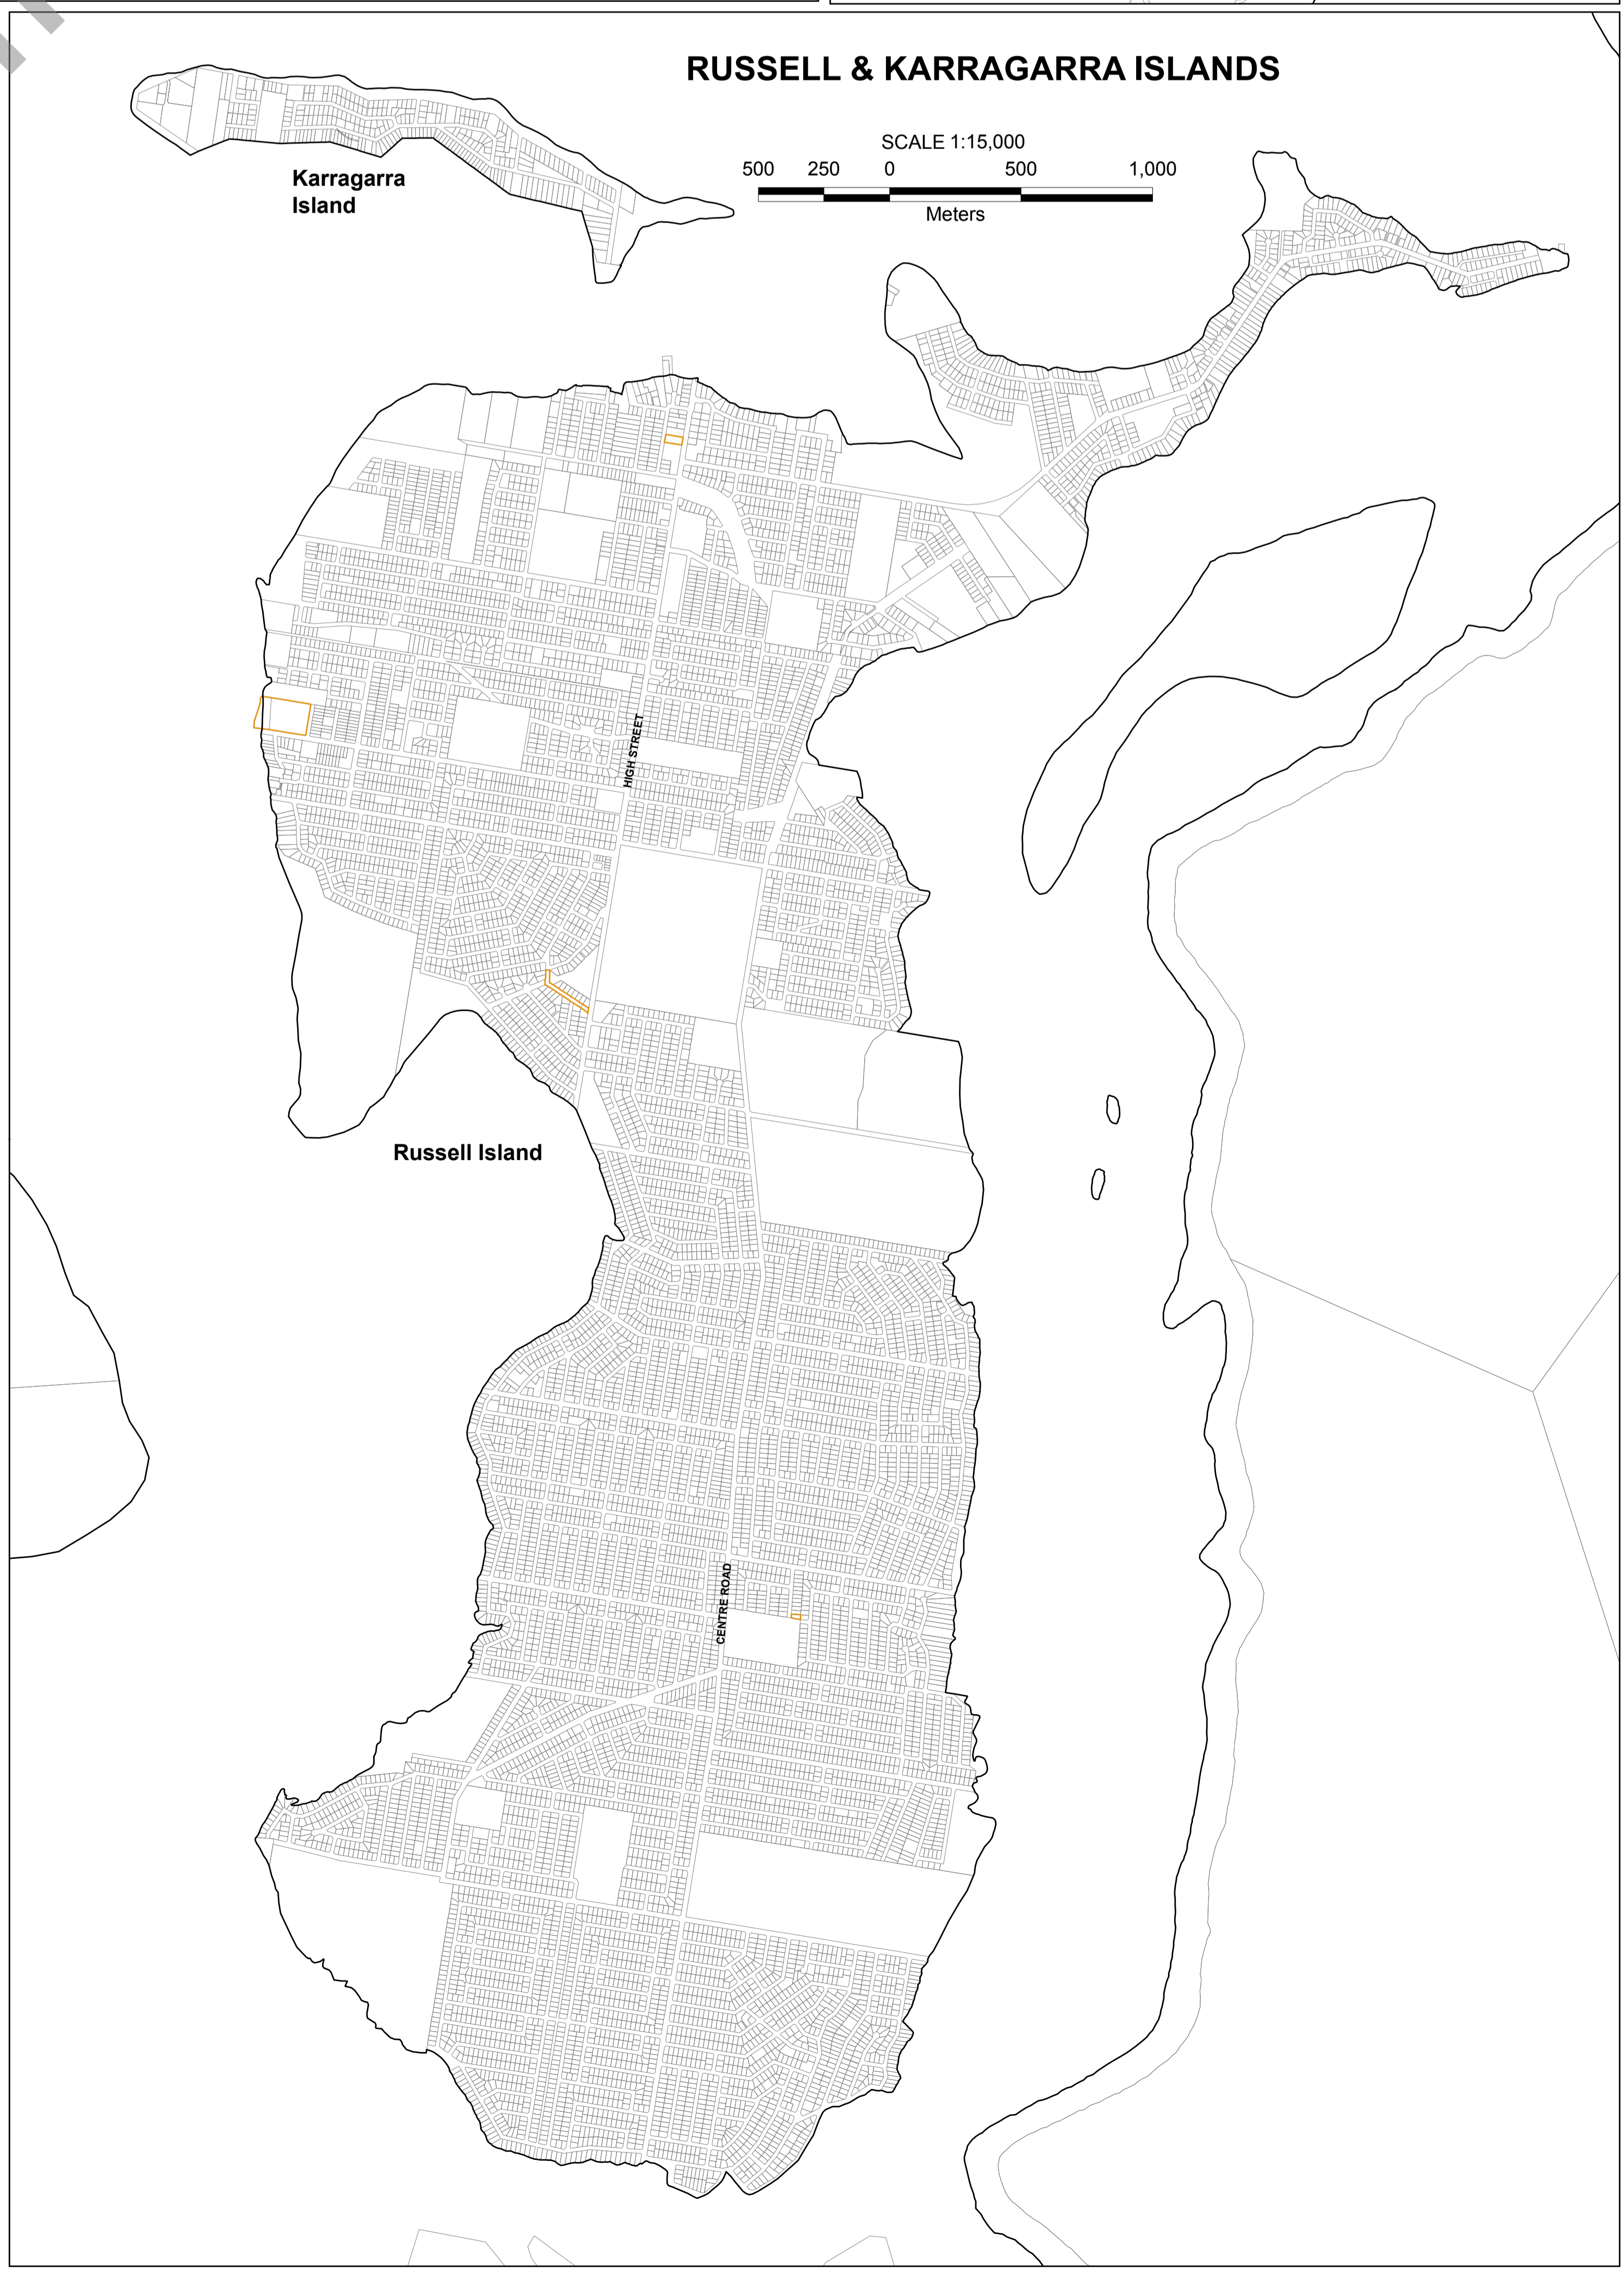 RUSSELL & KARRAGARRA ISLANDS
SCALE 1:15,000
500 250 0 500 1,000
Meters
Karragarra
Island
HIGH STREET
Russell Island
CENTRE ROAD